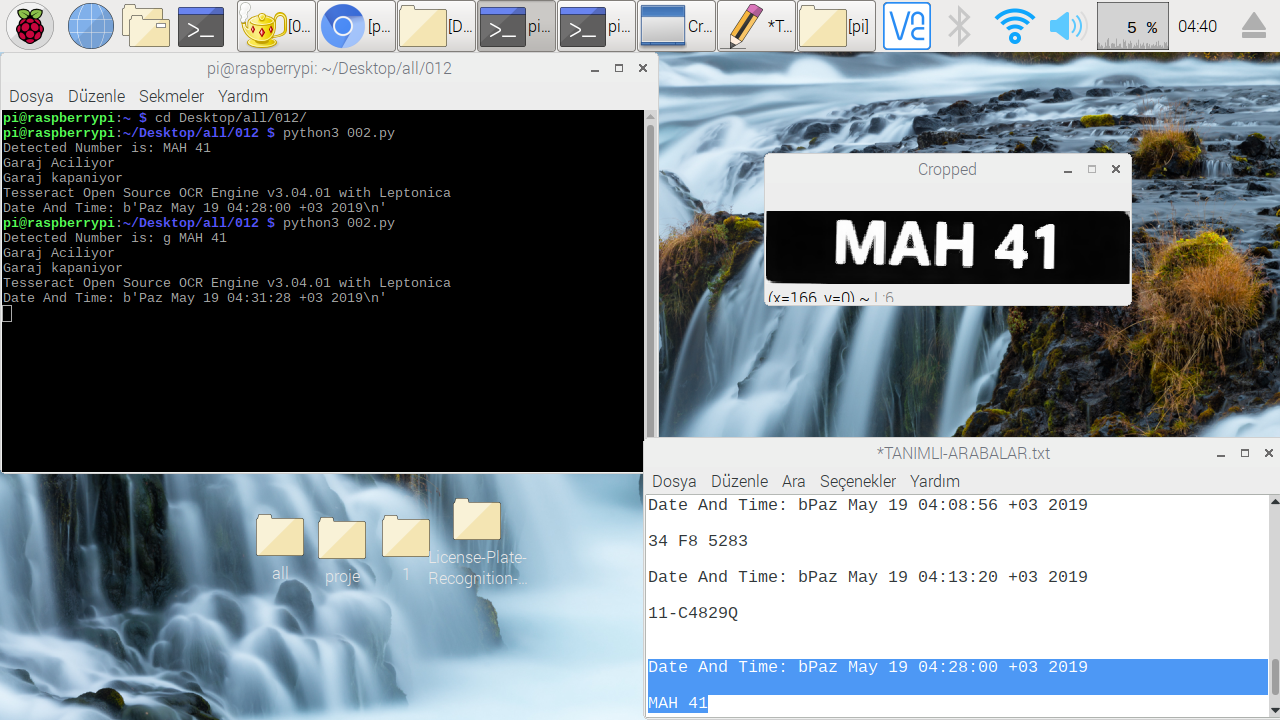 [0...
[p...
[D...
pi...
pi...
Cr...
*T...
[pi]
5 %
04:40
pi@raspberrypi: ~/Desktop/all/012
Dosya Düzenle Sekmeler Yardım
pi@raspberrypi:~ $ cd Desktop/all/012/
pi@raspberrypi:~/Desktop/all/012 $ python3 002.py
Detected Number is: MAH 41
Garaj Aciliyor
Garaj kapaniyor
Tesseract Open Source OCR Engine v3.04.01 with Leptonica
Date And Time: b'Paz May 19 04:28:00 +03 2019\n'
pi@raspberrypi:~/Desktop/all/012 $ python3 002.py
Detected Number is: g MAH 41
Garaj Aciliyor
Garaj kapaniyor
Tesseract Open Source OCR Engine v3.04.01 with Leptonica
Date And Time: b'Paz May 19 04:31:28 +03 2019\n'
Cropped
MAH 41
(x=166, y=0) ~ L:6
all
proje
1
License-Plate-
Recognition-...
*TANIMLI-ARABALAR.txt
Dosya Düzenle Ara Seçenekler Yardım
Date And Time: bPaz May 19 04:08:56 +03 2019
34 F8 5283
Date And Time: bPaz May 19 04:13:20 +03 2019
11-C4829Q
Date And Time: bPaz May 19 04:28:00 +03 2019
MAH 41